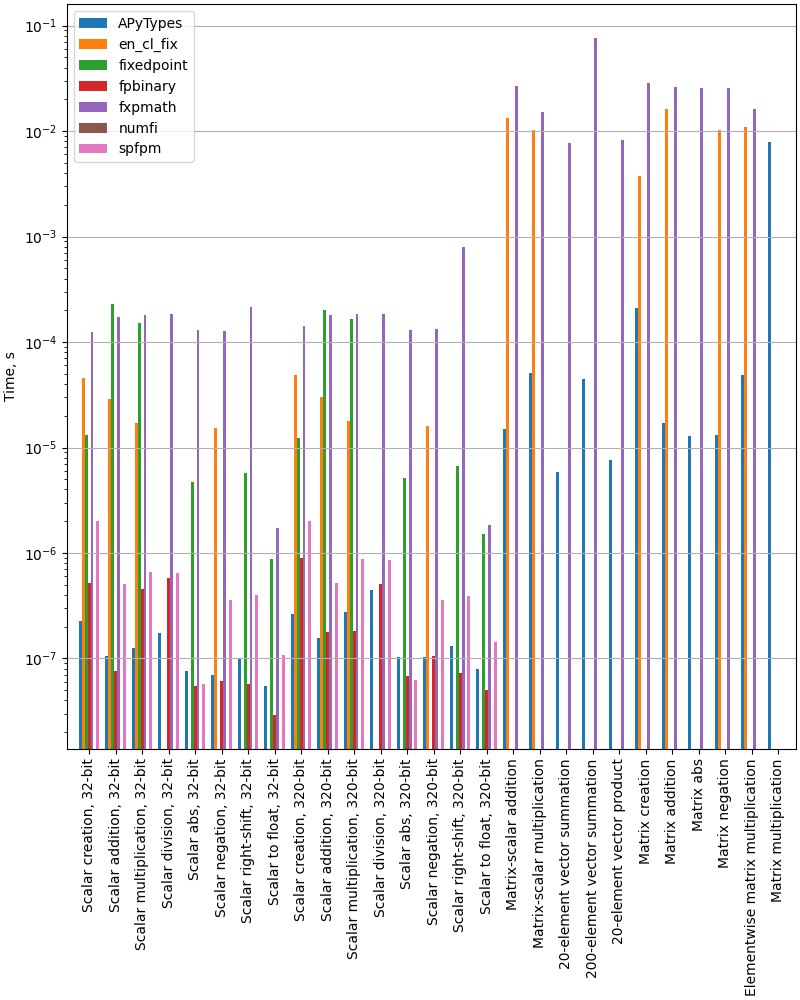 10⁻¹
10⁻²
10⁻³
10⁻⁴
10⁻⁵
10⁻⁶
10⁻⁷
Time, s
APyTypes
en_cl_fix
fixedpoint
fpbinary
fxpmath
numfi
spfpm
Scalar creation, 32-bit
Scalar addition, 32-bit
Scalar multiplication, 32-bit
Scalar division, 32-bit
Scalar abs, 32-bit
Scalar negation, 32-bit
Scalar right-shift, 32-bit
Scalar to float, 32-bit
Scalar creation, 320-bit
Scalar addition, 320-bit
Scalar multiplication, 320-bit
Scalar division, 320-bit
Scalar abs, 320-bit
Scalar negation, 320-bit
Scalar right-shift, 320-bit
Scalar to float, 320-bit
Matrix-scalar addition
Matrix-scalar multiplication
20-element vector summation
200-element vector summation
20-element vector product
Matrix creation
Matrix addition
Matrix abs
Matrix negation
Elementwise matrix multiplication
Matrix multiplication